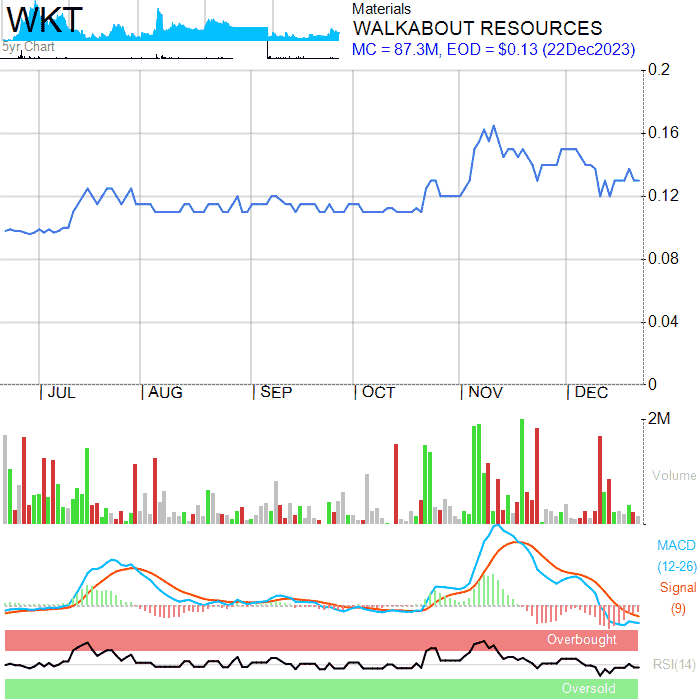 WKT
5yr Chart
Materials
WALKABOUT RESOURCES
MC = 87.3M, EOD = $0.13 (22Dec2023)
0.2
0.16
0.12
0.08
0.04
0
JUL AUG SEP OCT NOV DEC
2M
Volume
MACD
(12-26)
Signal
(9)
Overbought
RSI(14)
Oversold